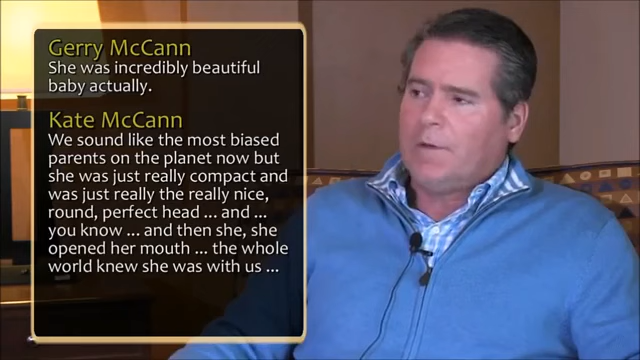 Gerry McCann
She was incredibly beautiful
baby actually.
Kate McCann
We sound like the most biased
parents on the planet now but
she was just really compact and
was just really the really nice,
round, perfect head ... and ...
you know ... and then she, she
opened her mouth ... the whole
world knew she was with us ...